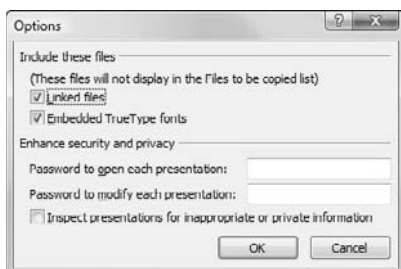 Options
Include these files
(These files will not display in the Files to be copied list)
Linked files
Embedded TrueType fonts
Enhance security and privacy
Password to open each presentation:
Password to modify each presentation:
Inspect presentations for inappropriate or private information
OK Cancel